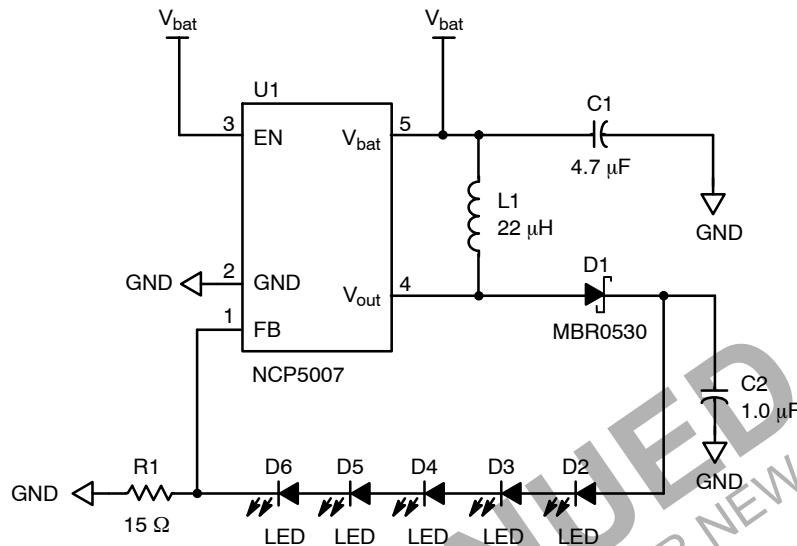 Vbat
Vbat
U1
C1
3
EN
Vbat
5
4.7 μF
L1
22 μH
GND
GND
2
GND
D1
Vout
4
1
FB
MBR0530
NCP5007
C2
1.0 μF
R1
D6
D5
D4
D3
D2
GND
GND
15 Ω
LED
LED
LED
LED
LED
NUED
R NEW